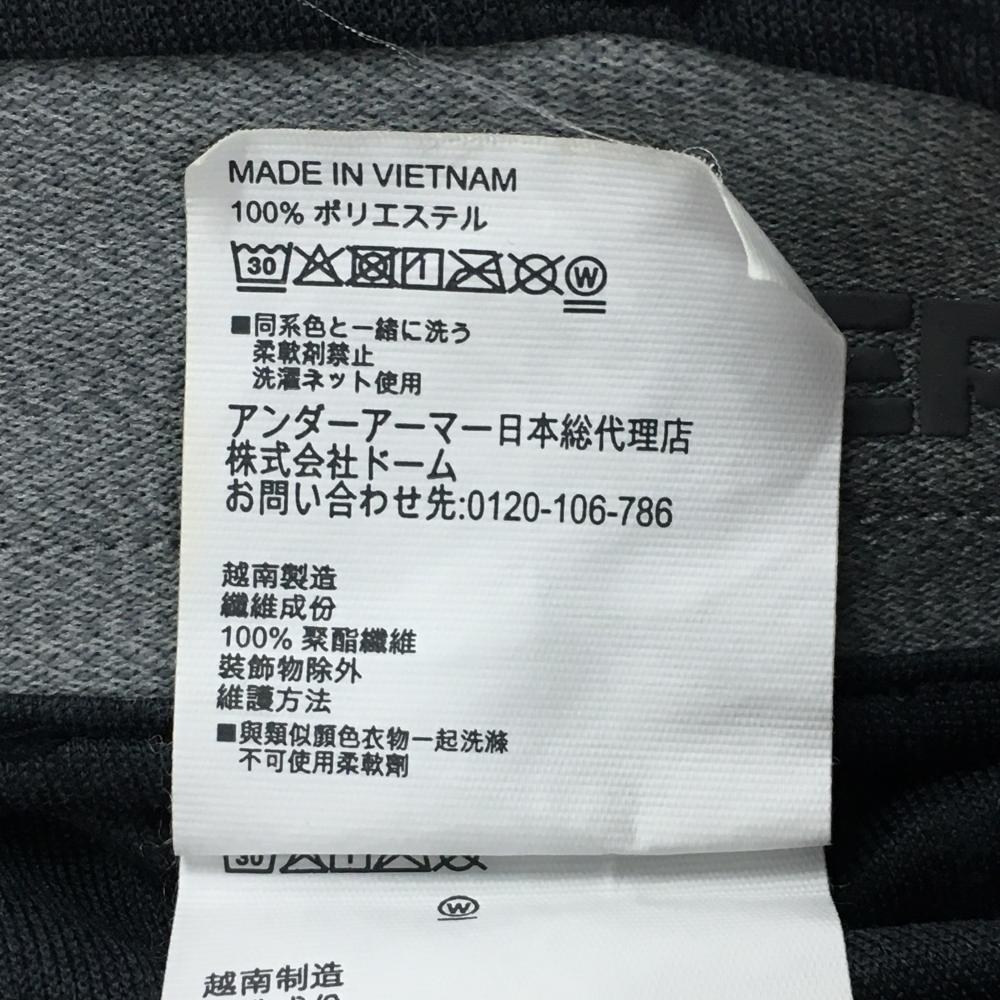 MADE IN VIETNAM
100% ポリエステル
30 W
■同系色と一緒に洗う
柔軟剤禁止
洗濯ネット使用
アンダーアーマー日本総代理店
株式会社ドーム
お問い合わせ先:0120-106-786
越南製造
纖維成份
100% 聚酯纖維
裝飾物除外
維護方法
■與類似顏色衣物一起洗滌
不可使用柔軟劑
30
W
越南制造